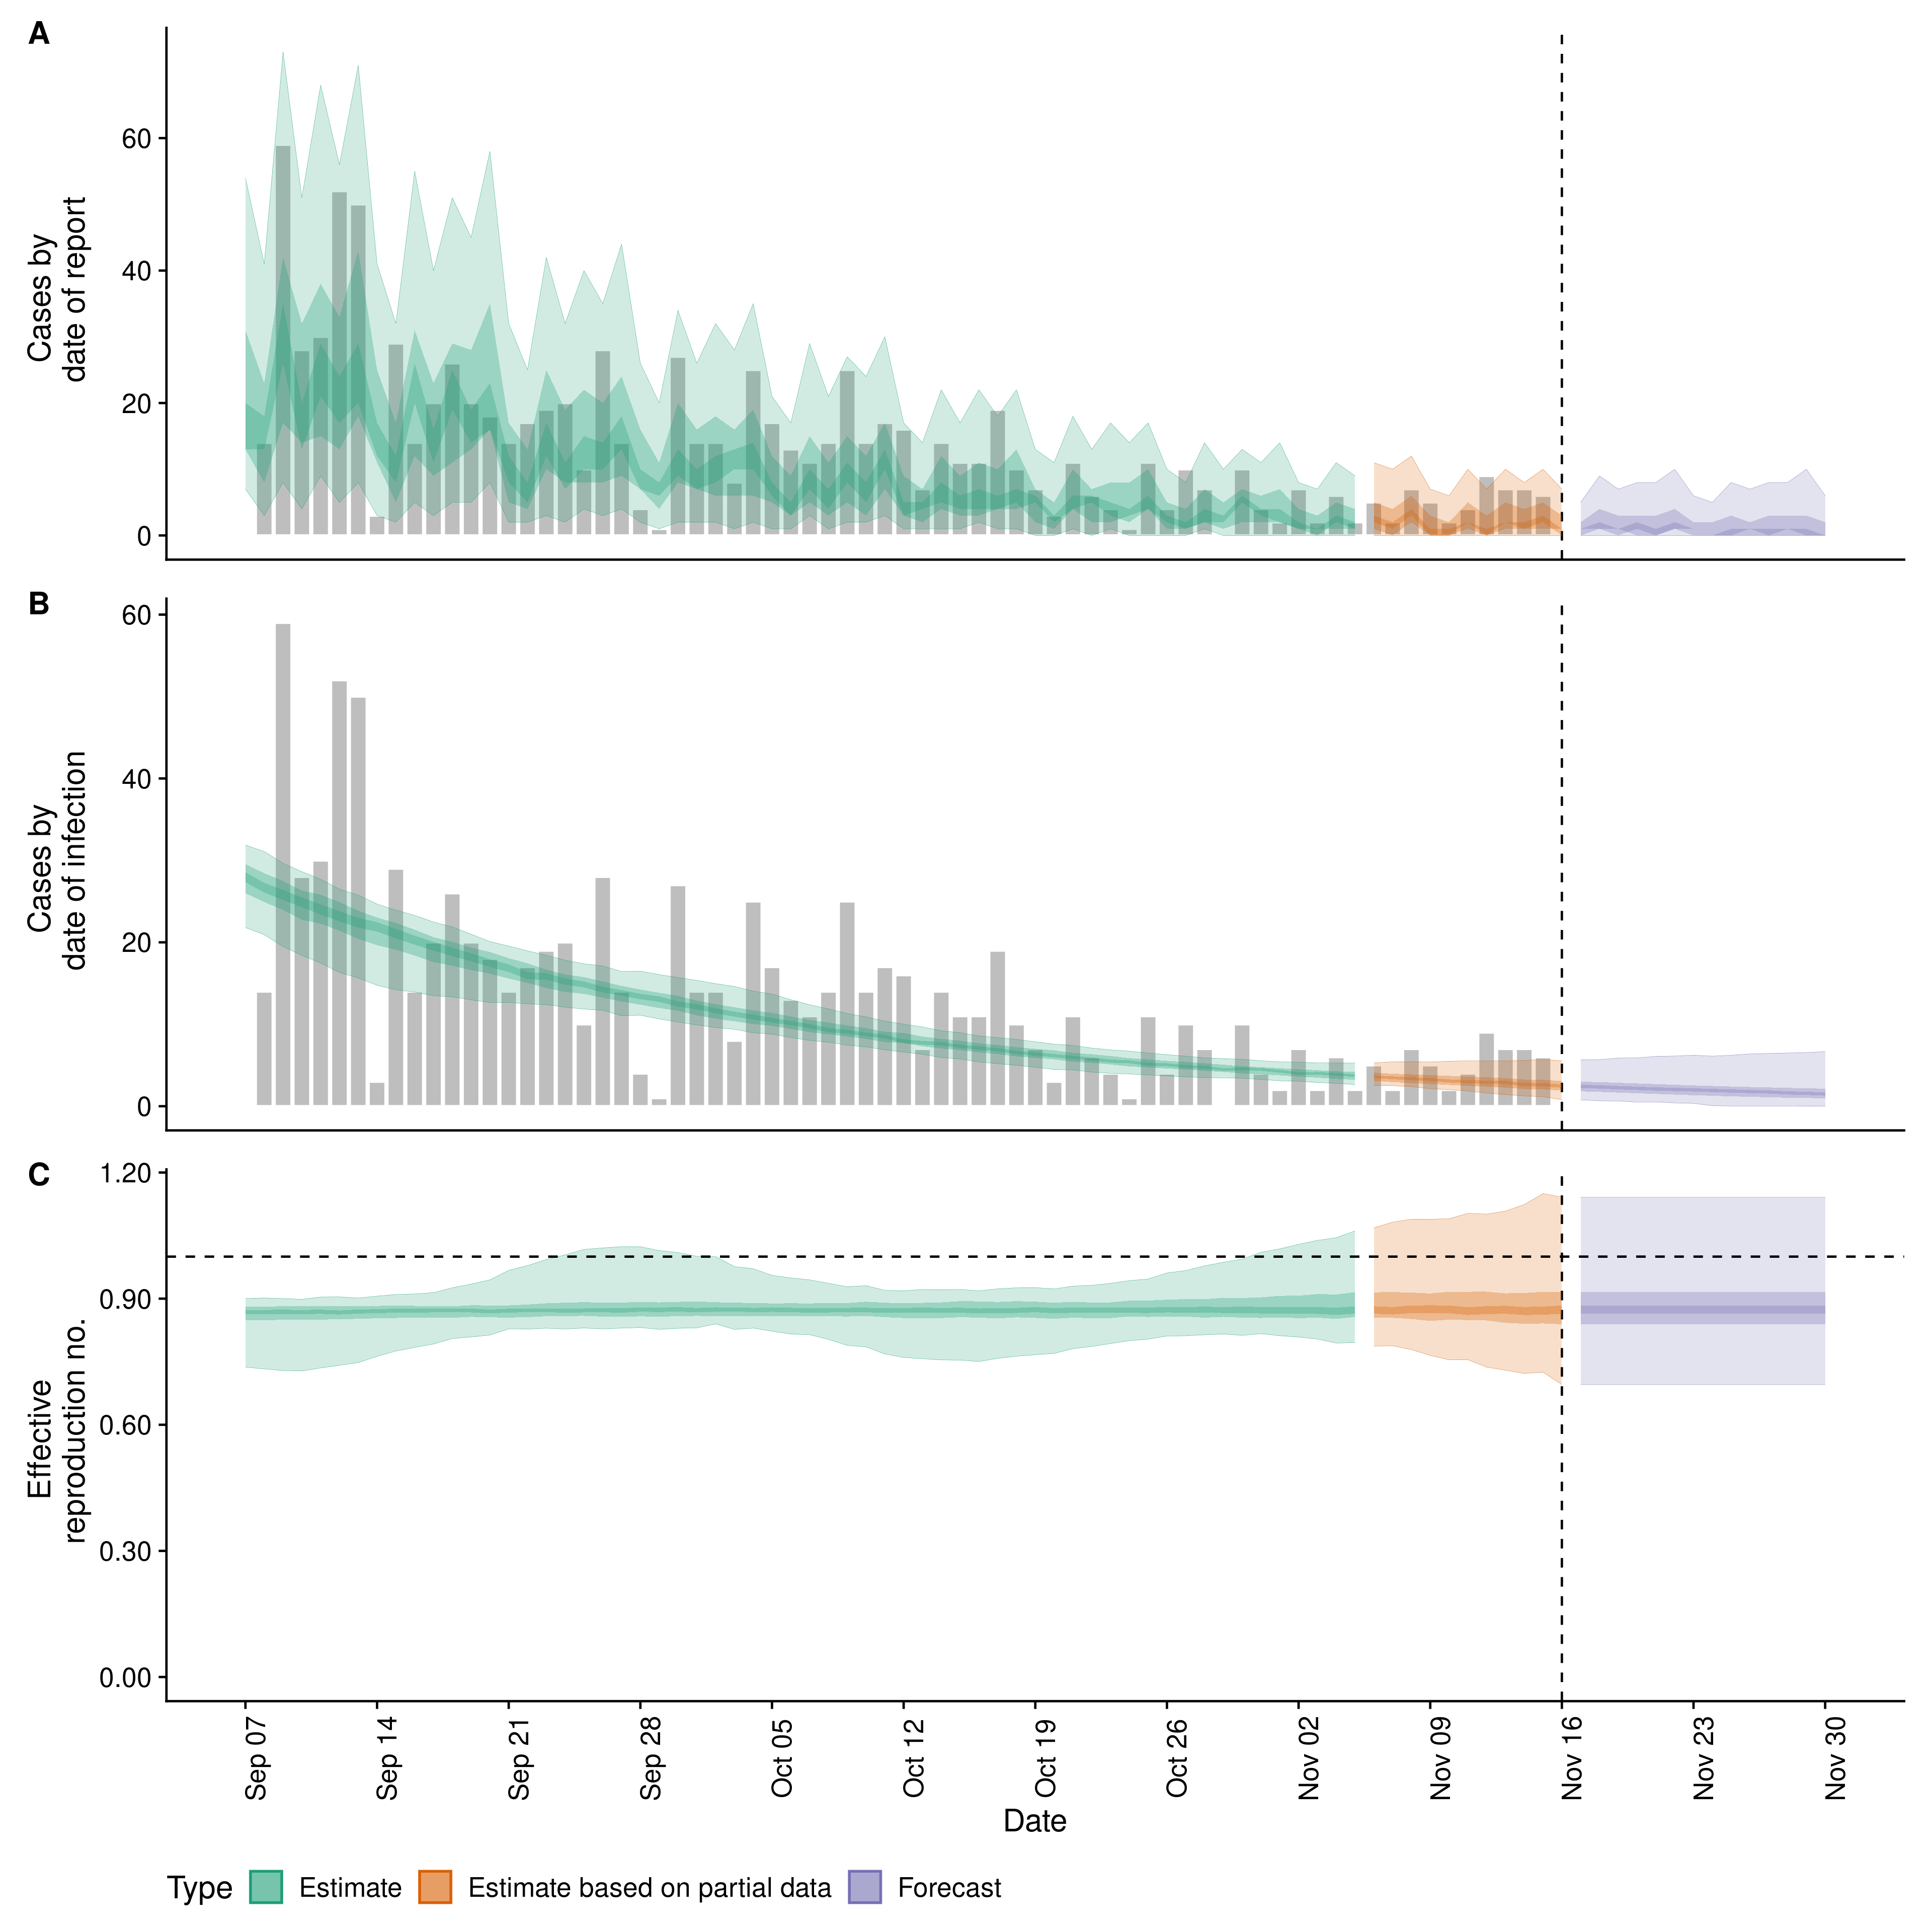 A
60
40
20
0
Cases by
date of report
B
60
40
20
0
Cases by
date of infection
C
1.20
0.90
0.60
0.30
0.00
Effective
reproduction no.
Sep 07
Sep 14
Sep 21
Sep 28
Oct 05
Oct 12
Oct 19
Oct 26
Nov 02
Nov 09
Nov 16
Nov 23
Nov 30
Date
Type Estimate Estimate based on partial data Forecast